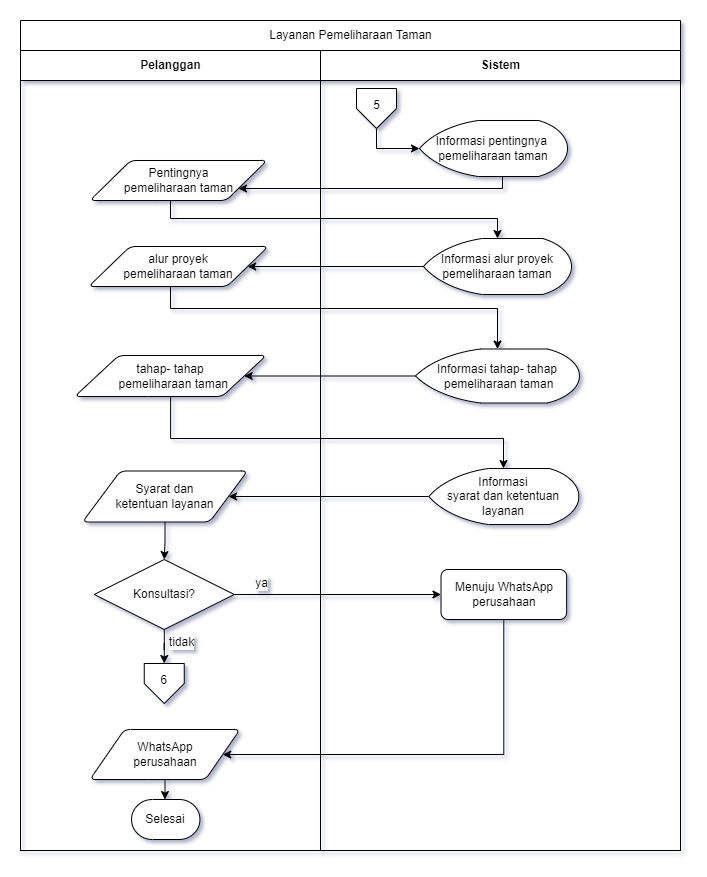 Layanan Pemeliharaan Taman
Pelanggan
Sistem
5
Informasi pentingnya
pemeliharaan taman
Pentingnya
pemeliharaan taman
Informasi alur proyek
pemeliharaan taman
alur proyek
pemeliharaan taman
Informasi tahap- tahap
pemeliharaan taman
tahap- tahap
pemeliharaan taman
Informasi
syarat dan ketentuan
layanan
Syarat dan
ketentuan layanan
Konsultasi?
ya
Menuju WhatsApp
perusahaan
tidak
6
WhatsApp
perusahaan
Selesai